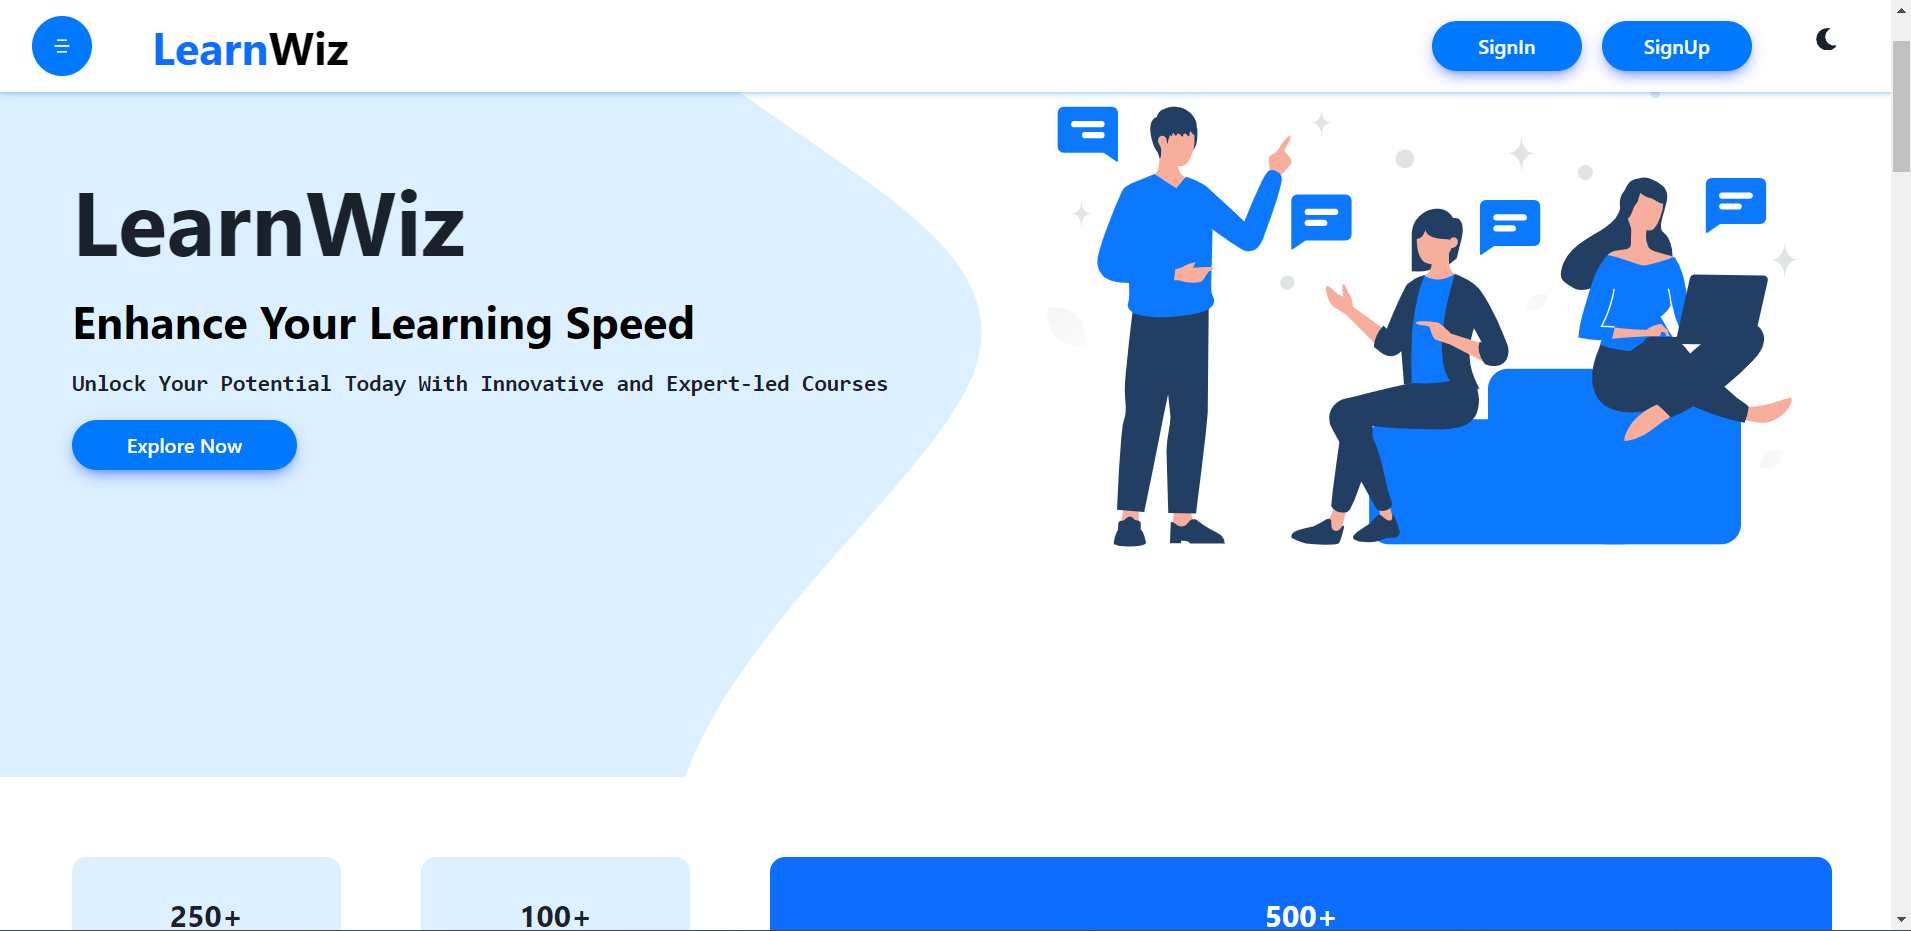 LearnWiz
SignIn
SignUp
LearnWiz
Enhance Your Learning Speed
Unlock Your Potential Today With Innovative and Expert-led Courses
Explore Now
250+
100+
500+